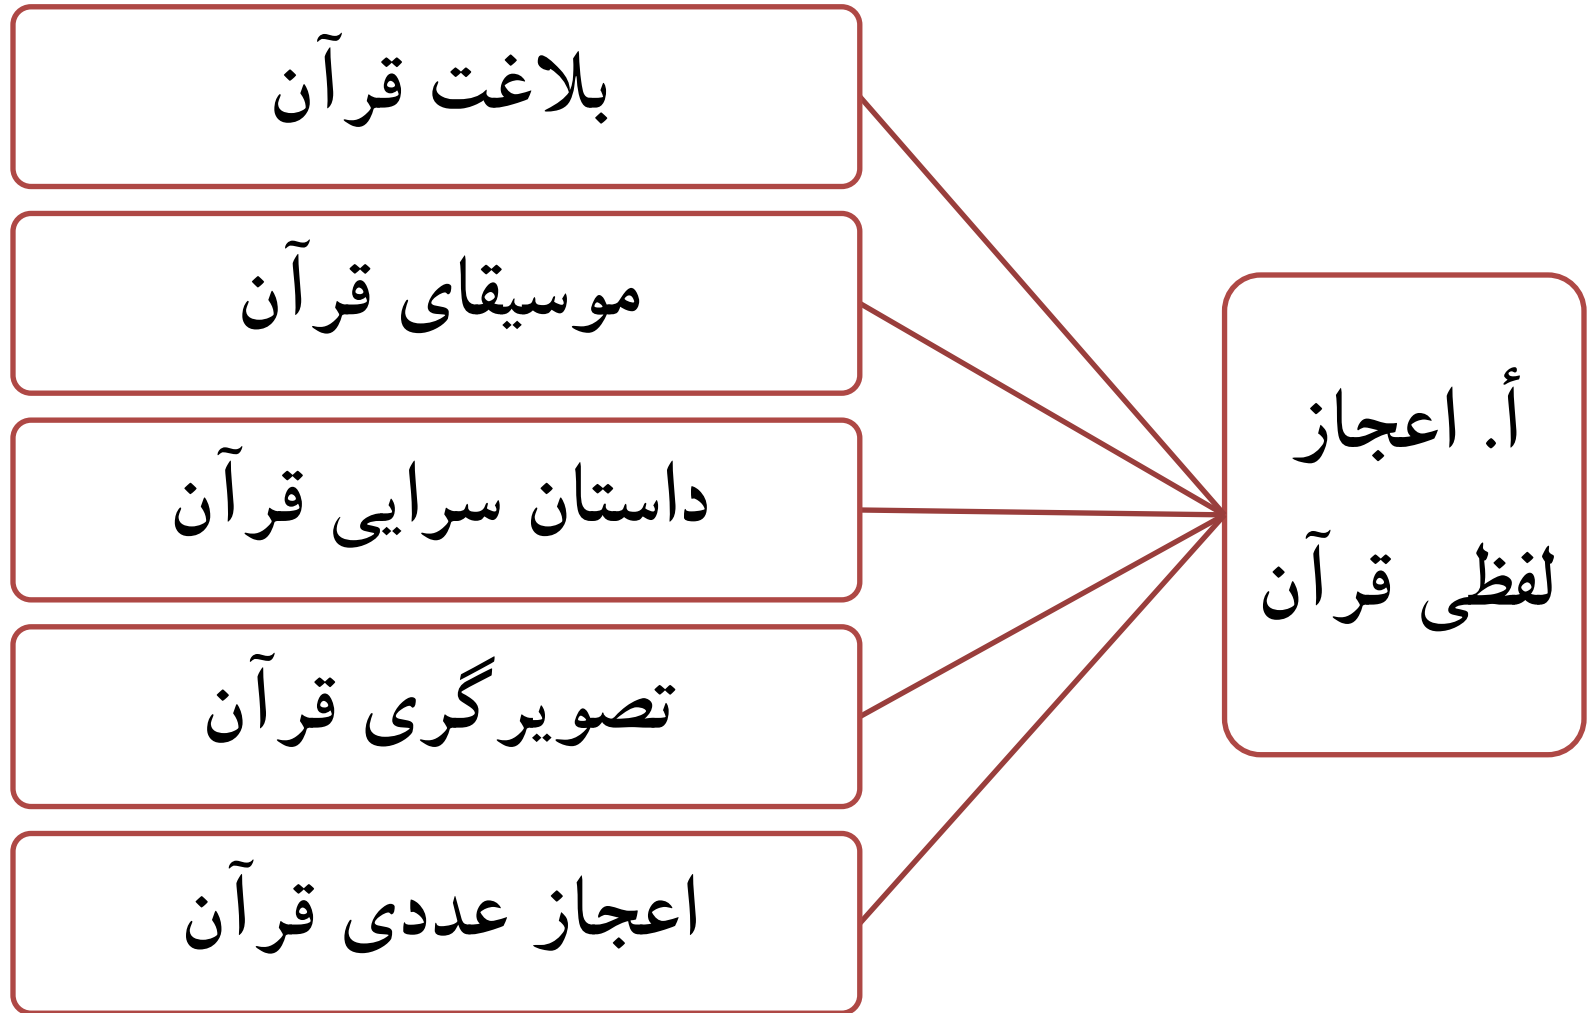 أ. اعجاز
لفظی قرآن
بلاغت قرآن
موسیقای قرآن
داستان سرایی قرآن
تصویرگری قرآن
اعجاز عددی قرآن